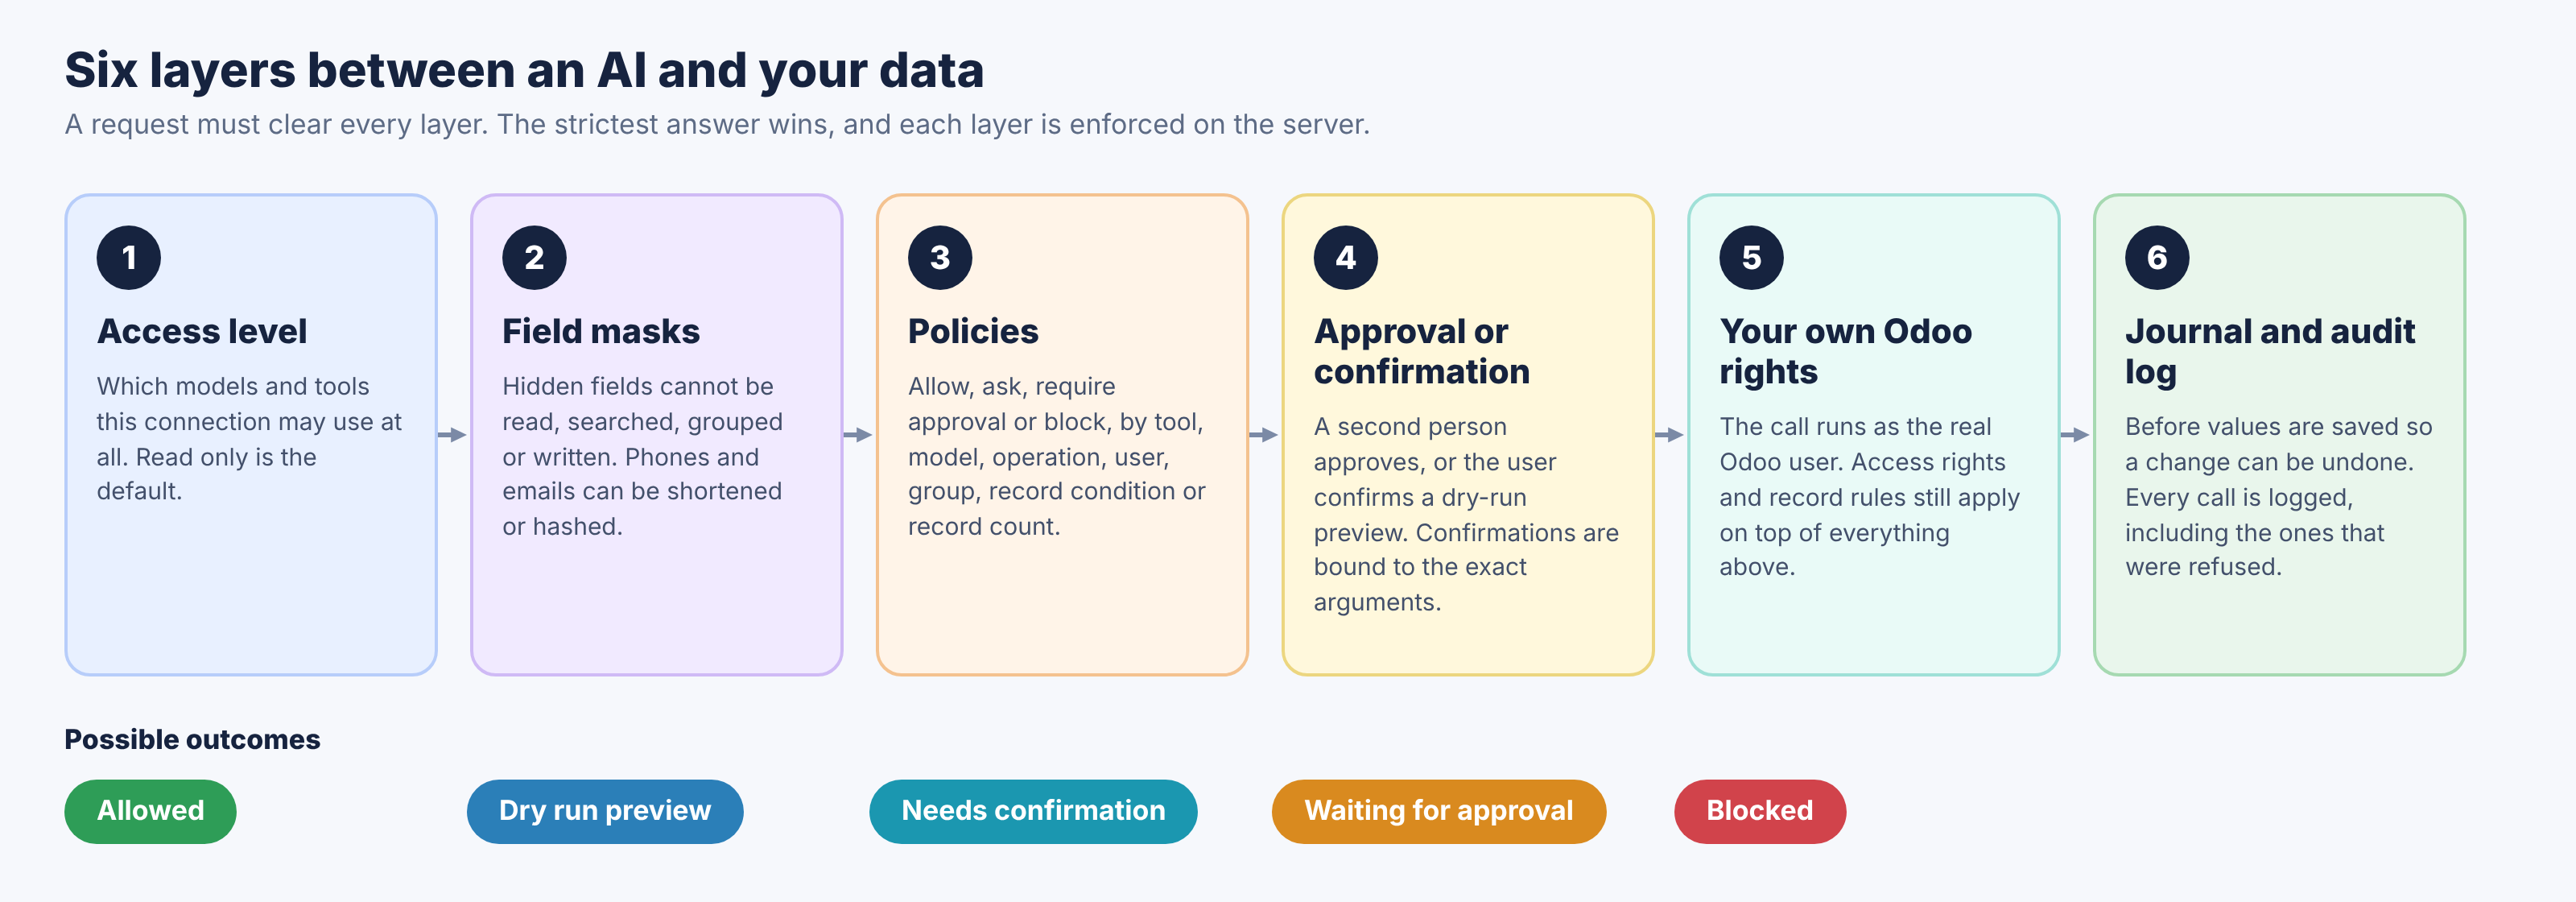 Six layers between an AI and your data
A request must clear every layer. The strictest answer wins, and each layer is enforced on the server.
1
Access level
Which models and tools
this connection may use at
all. Read only is the
default.
2
Field masks
Hidden fields cannot be
read, searched, grouped
or written. Phones and
emails can be shortened
or hashed.
3
Policies
Allow, ask, require
approval or block, by tool,
model, operation, user,
group, record condition or
record count.
4
Approval or
confirmation
A second person
approves, or the user
confirms a dry-run
preview. Confirmations are
bound to the exact
arguments.
5
Your own Odoo
rights
The call runs as the real
Odoo user. Access rights
and record rules still apply
on top of everything
above.
6
Journal and audit
log
Before values are saved so
a change can be undone.
Every call is logged,
including the ones that
were refused.
Possible outcomes
Allowed
Dry run preview
Needs confirmation
Waiting for approval
Blocked